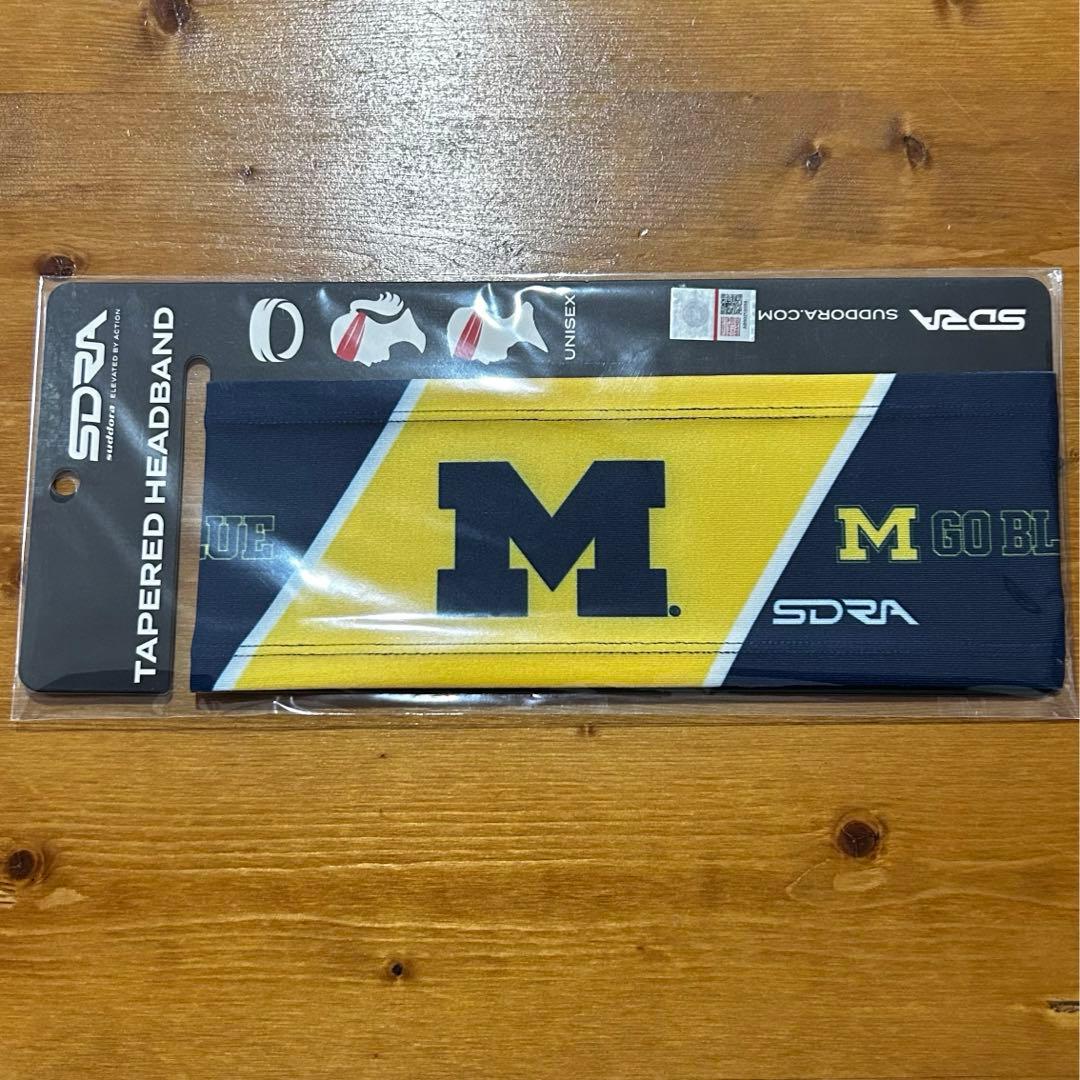 SDRA
suddora ELEVATED BY ACTION
TAPERED HEADBAND
UNISEX
SUDDORA.COM
SDRA
LUE
M
M GO BL
SDRA